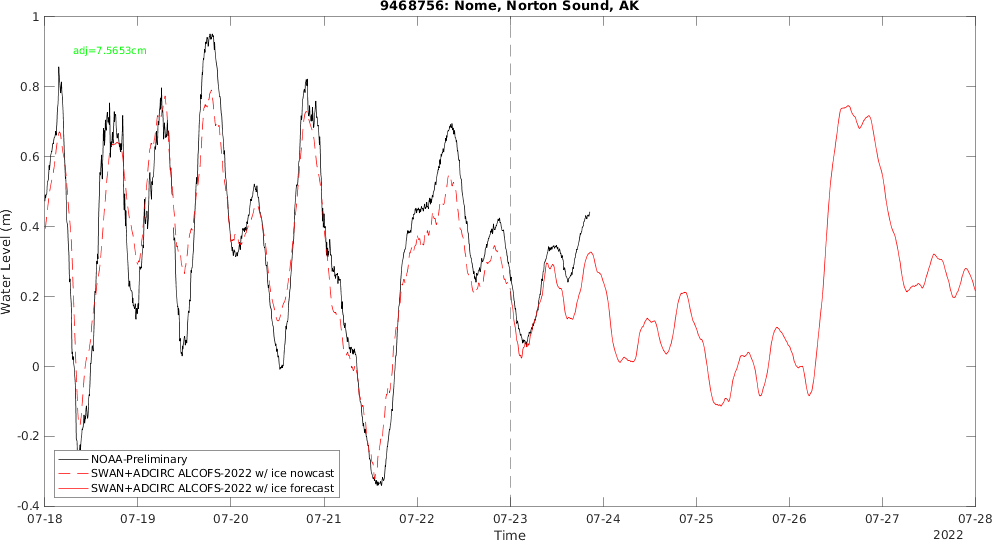 9468756: Nome, Norton Sound, AK
adj=7.5653cm
1
0.8
0.6
0.4
0.2
0
-0.2
-0.4
Water Level (m)
NOAA-Preliminary
SWAN+ADCIRC ALCOFS-2022 w/ ice nowcast
SWAN+ADCIRC ALCOFS-2022 w/ ice forecast
07-18 07-19 07-20 07-21 07-22 07-23 07-24 07-25 07-26 07-27 07-28
Time
2022